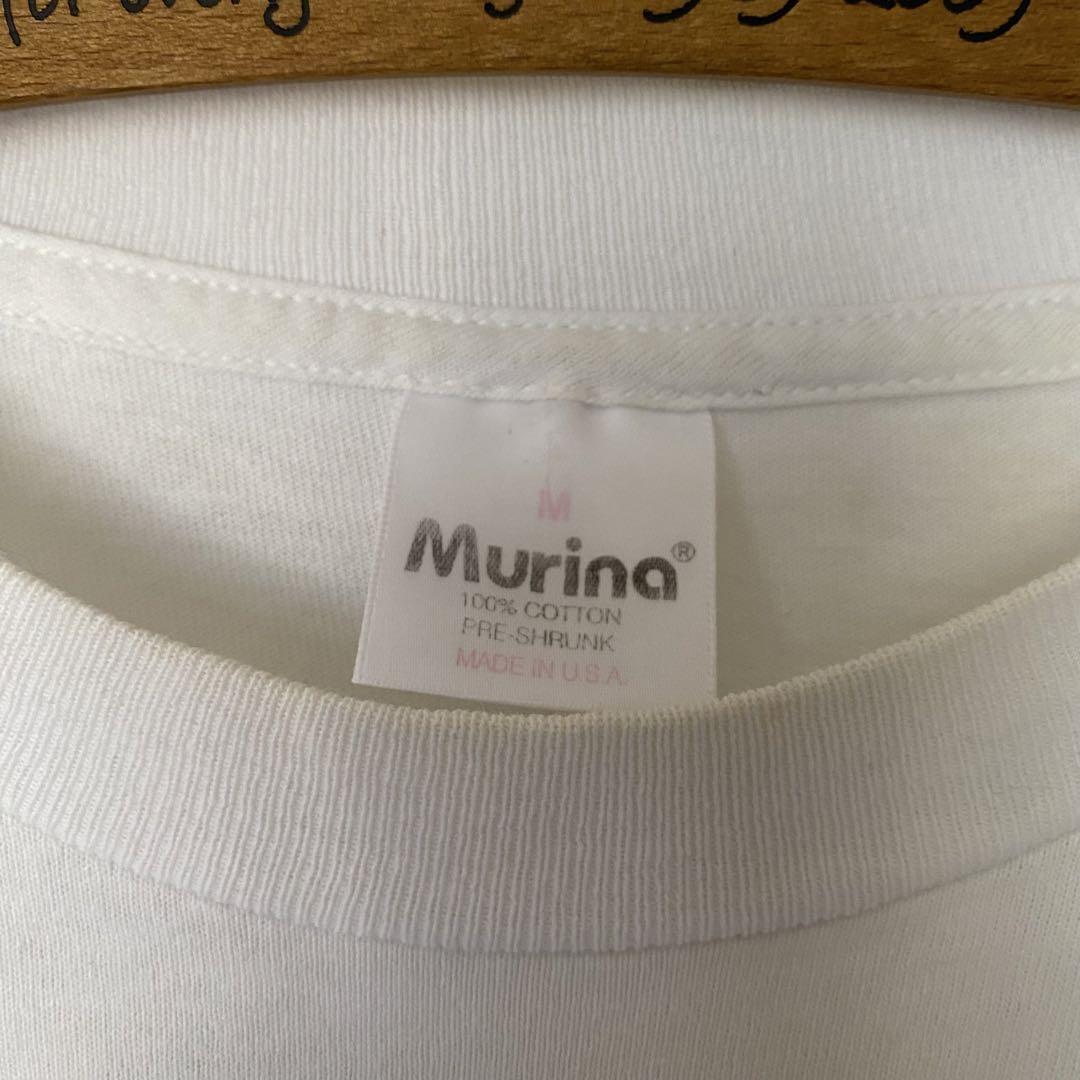 M
Murina®
100% COTTON
PRE-SHRUNK
MADE IN U.S.A.